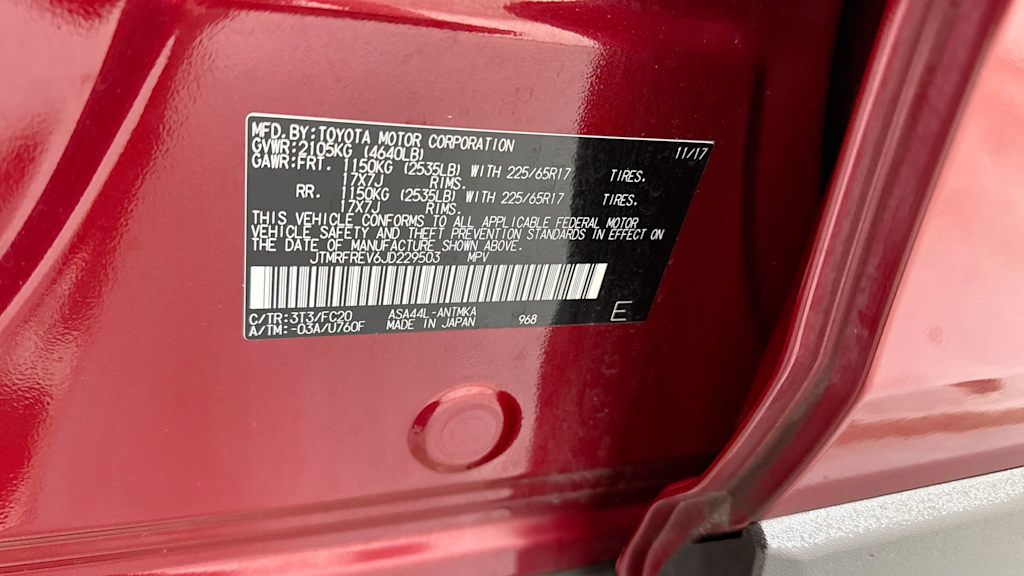 MFD.BY:TOYOTA MOTOR CORPORATION 11/17
GVWR:2105KG (4640LB)
GAWR:FRT. 1150KG (2535LB) WITH 225/65R17 TIRES.
17X7J RIMS.
RR. 1150KG (2535LB) WITH 225/65R17 TIRES.
17X7J RIMS.
THIS VEHICLE CONFORMS TO ALL APPLICABLE FEDERAL MOTOR
VEHICLE SAFETY AND THEFT PREVENTION STANDARDS IN EFFECT ON
THE DATE OF MANUFACTURE SHOWN ABOVE.
JTMRFREV6JD229503 MPV
C/TR:3T3/FC20 ASA44L-ANTMKA
A/TM:-03A/U760F MADE IN JAPAN 968 E